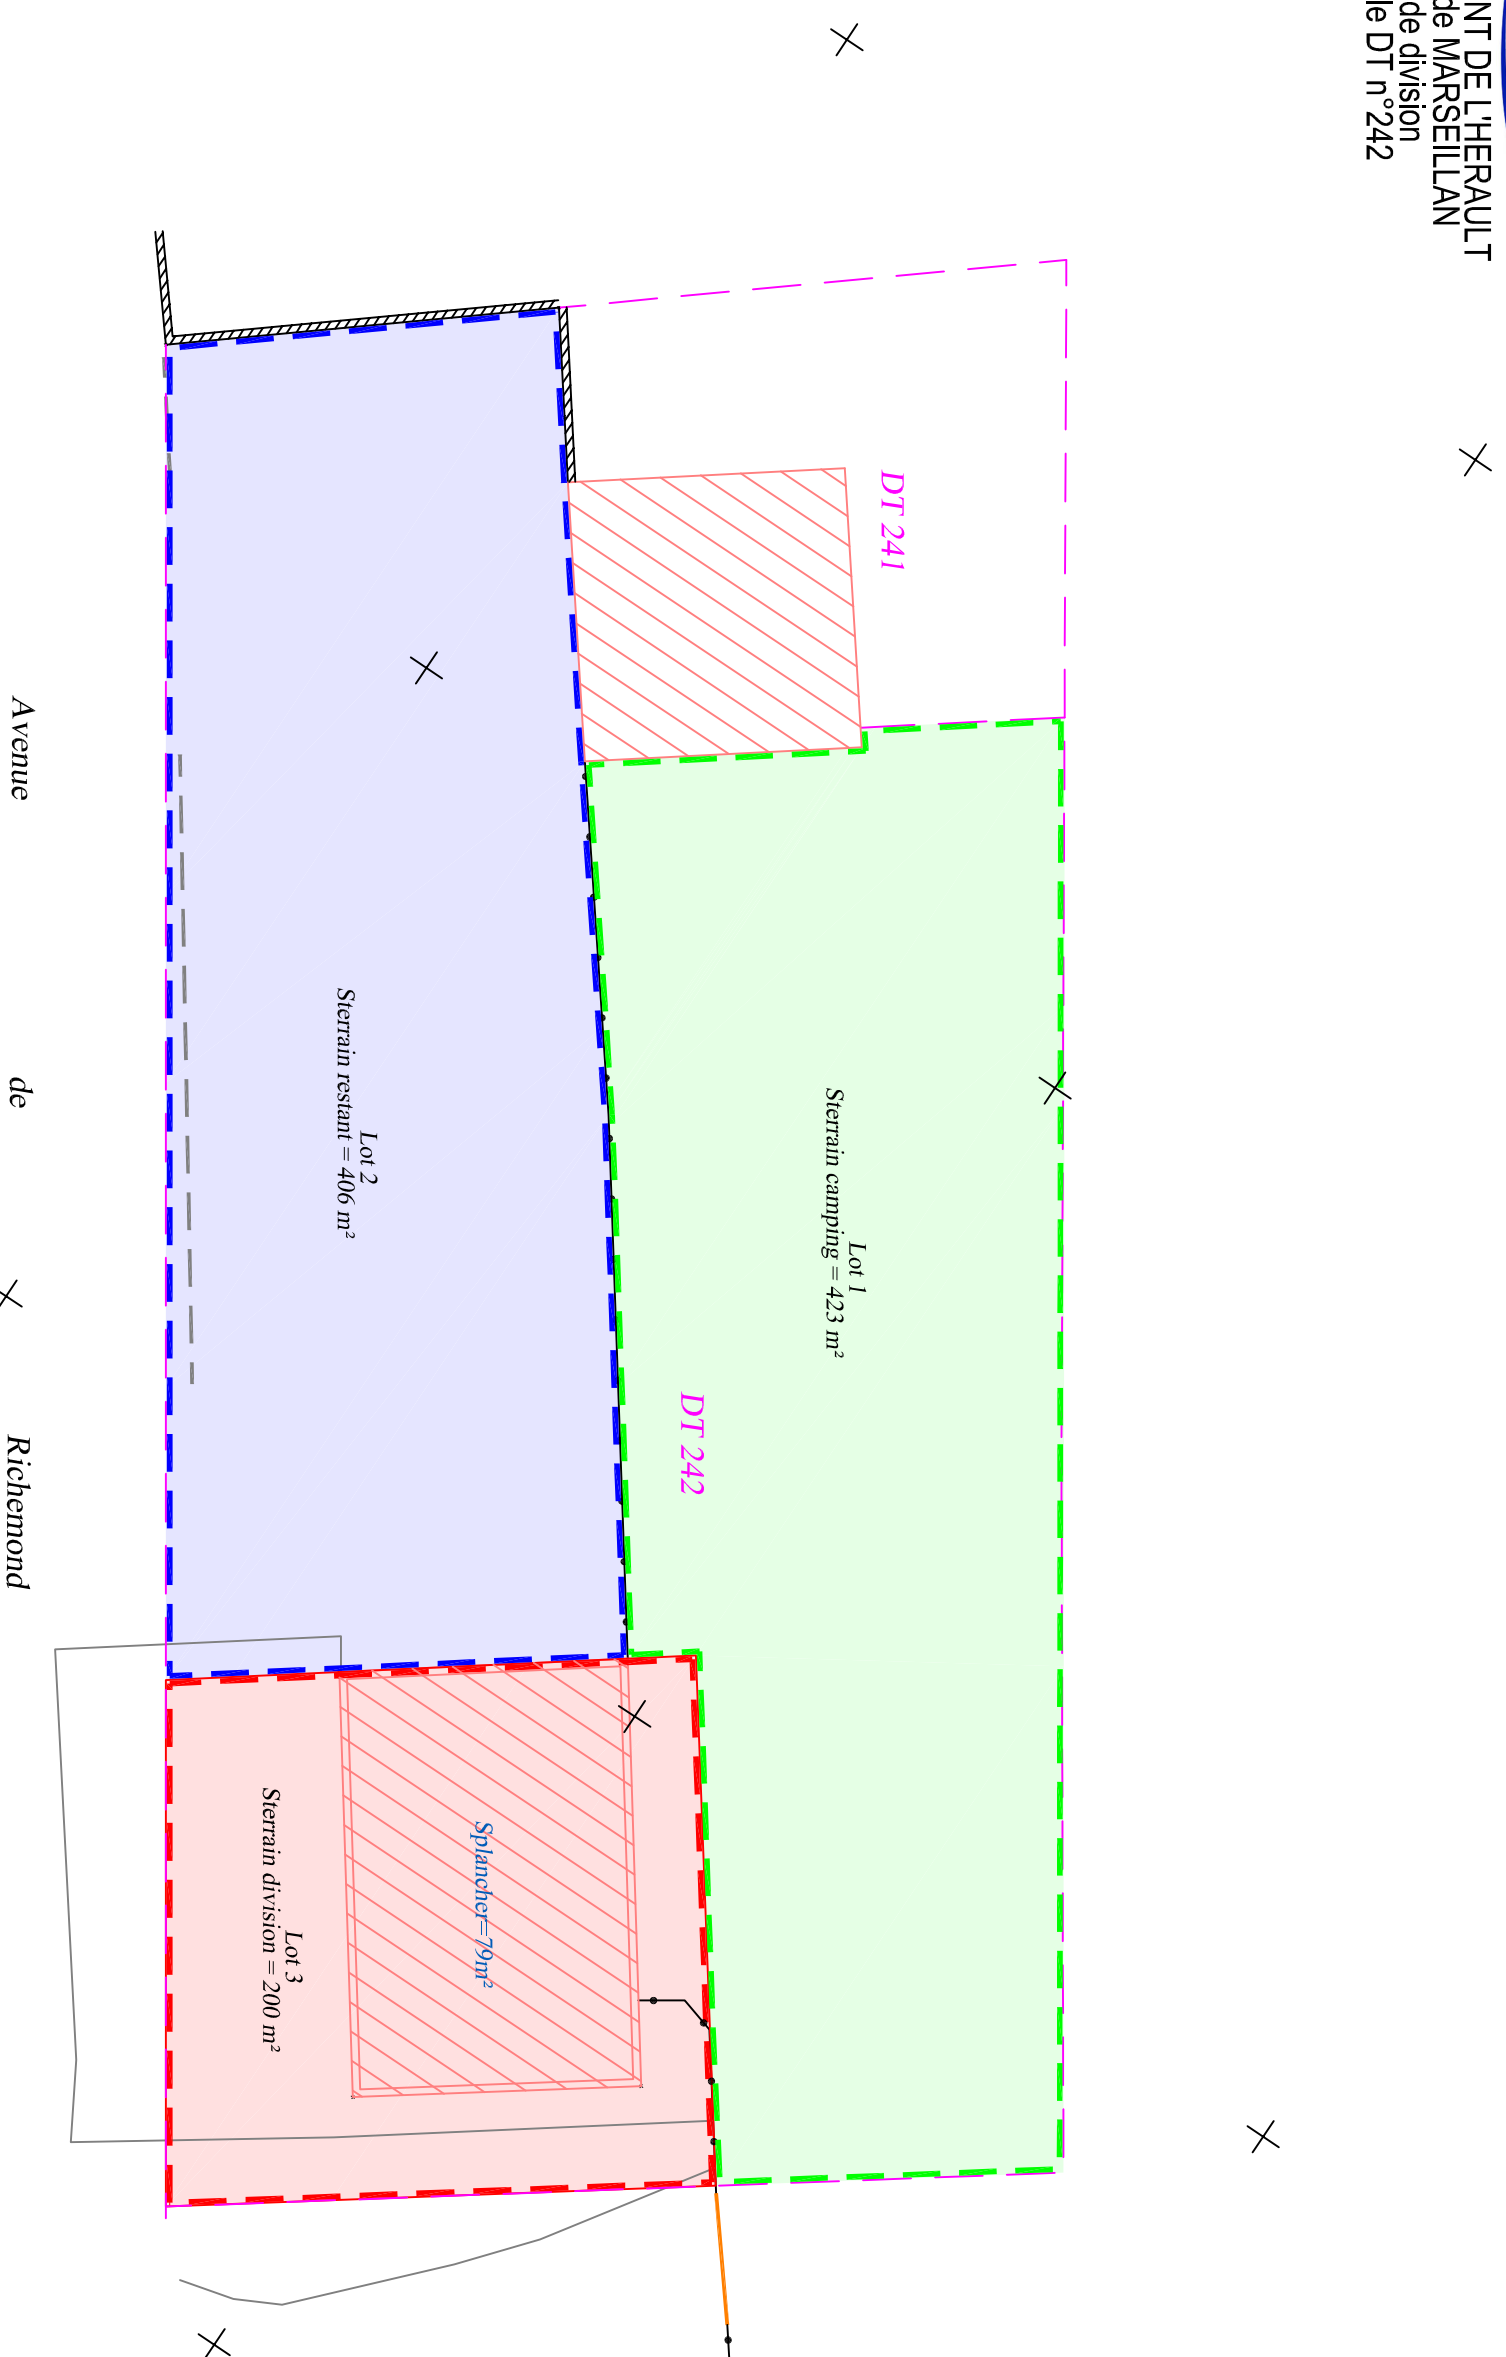 NT DE L'HERAULT
de MARSEILLAN
de division
le DT n°242
DT 241
Lot 1
Sterrain camping = 423 m²
DT 242
Lot 2
Sterrain restant = 406 m²
Splancher=79m²
Lot 3
Sterrain division = 200 m²
Avenue de Richemond